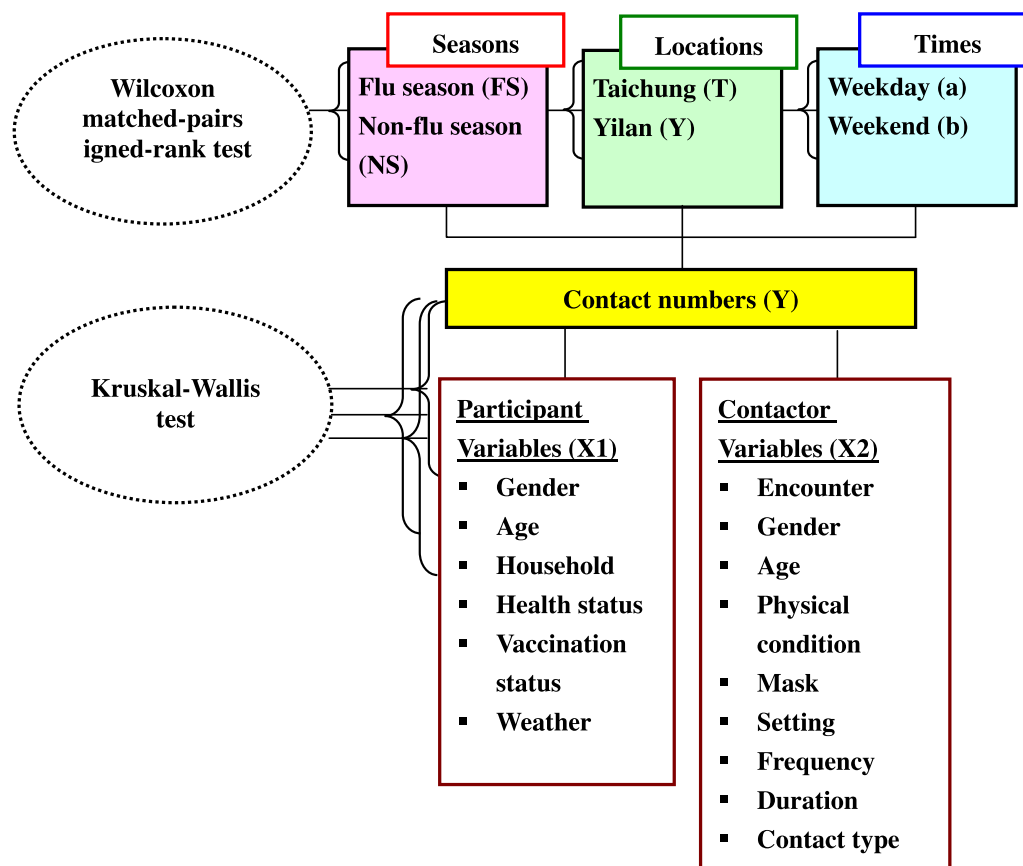 Seasons
Locations
Times
Wilcoxon
matched-pairs
igned-rank test
Flu season (FS)
Non-flu season
(NS)
Taichung (T)
Yilan (Y)
Weekday (a)
Weekend (b)
Contact numbers (Y)
Kruskal-Wallis
test
Participant
Variables (X1)
▪ Gender
▪ Age
▪ Household
▪ Health status
▪ Vaccination
status
▪ Weather
Contactor
Variables (X2)
▪ Encounter
▪ Gender
▪ Age
▪ Physical
condition
▪ Mask
▪ Setting
▪ Frequency
▪ Duration
▪ Contact type